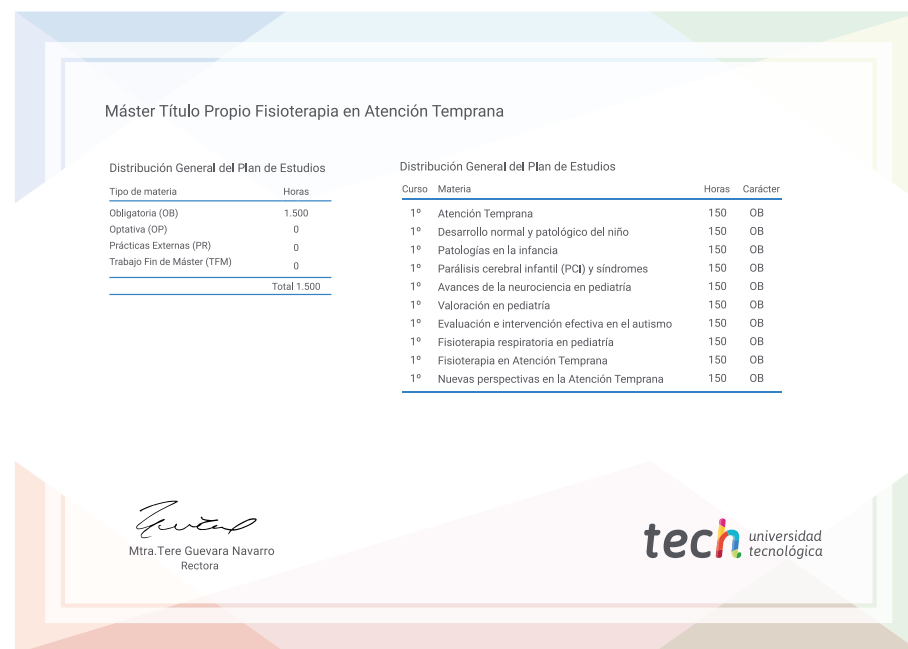 Máster Título Propio Fisioterapia en Atención Temprana
Distribución General del Plan de Estudios
Tipo de materia Horas
Obligatoria (OB) 1.500
Optativa (OP) 0
Prácticas Externas (PR) 0
Trabajo Fin de Máster (TFM) 0
Total 1.500
Distribución General del Plan de Estudios
Curso Materia Horas Carácter
1º Atención Temprana 150 OB
1º Desarrollo normal y patológico del niño 150 OB
1º Patologías en la infancia 150 OB
1º Parálisis cerebral infantil (PCI) y síndromes 150 OB
1º Avances de la neurociencia en pediatría 150 OB
1º Valoración en pediatría 150 OB
1º Evaluación e intervención efectiva en el autismo 150 OB
1º Fisioterapia respiratoria en pediatría 150 OB
1º Fisioterapia en Atención Temprana 150 OB
1º Nuevas perspectivas en la Atención Temprana 150 OB
Mtra.Tere Guevara Navarro
Rectora
tech universidad
tecnológica